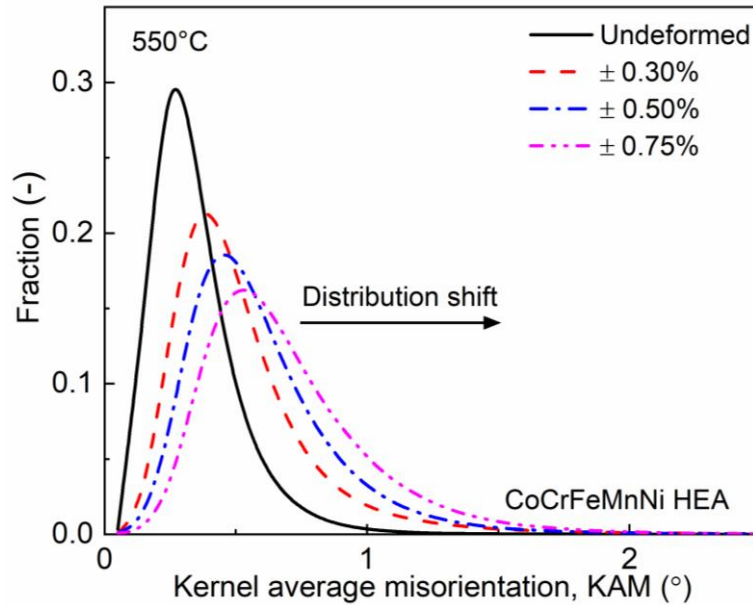 550°C
Undeformed
± 0.30%
± 0.50%
± 0.75%
0.3
0.2
0.1
0.0
Fraction (-)
Distribution shift
CoCrFeMnNi HEA
0
1
2
Kernel average misorientation, KAM (°)